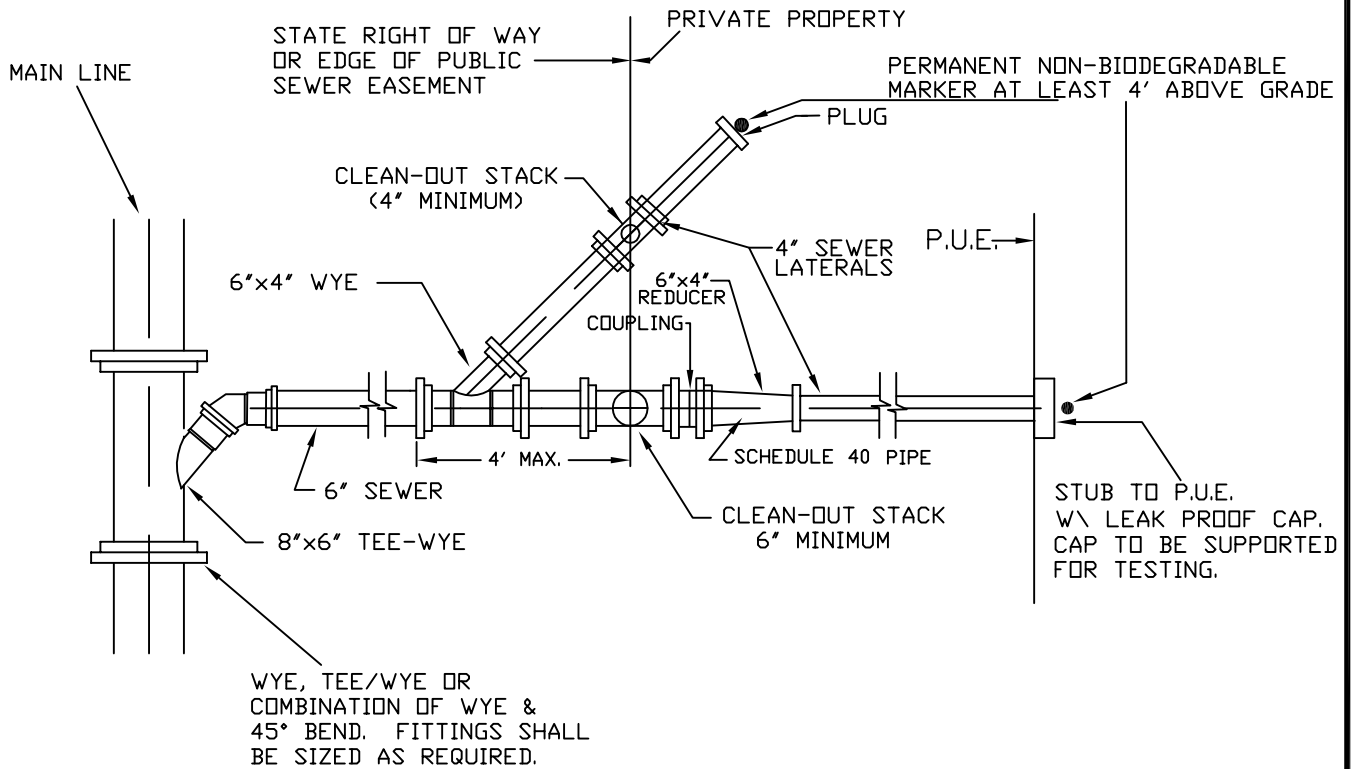 STATE RIGHT OF WAY
OR EDGE OF PUBLIC
SEWER EASEMENT
PRIVATE PROPERTY
MAIN LINE
PERMANENT NON-BIODEGRADABLE
MARKER AT LEAST 4' ABOVE GRADE
PLUG
CLEAN-OUT STACK
(4" MINIMUM)
P.U.E.
4" SEWER
LATERALS
6"x4" WYE
6"x4"
REDUCER
COUPLING
4' MAX.
SCHEDULE 40 PIPE
6" SEWER
8"x6" TEE-WYE
CLEAN-OUT STACK
6" MINIMUM
STUB TO P.U.E.
W\ LEAK PROOF CAP.
CAP TO BE SUPPORTED
FOR TESTING.
WYE, TEE/WYE OR
COMBINATION OF WYE &
45° BEND. FITTINGS SHALL
BE SIZED AS REQUIRED.